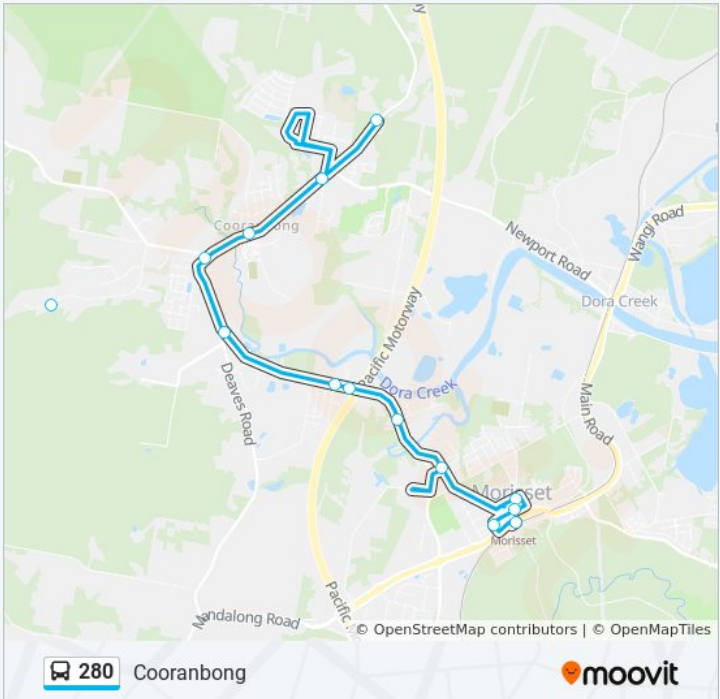 Cooranbong
Newport Road
Wangi Road
Dora Creek
Pacific Motorway
Dora Creek
Deaves Road
Main Road
Morisset
Morisset
Mandalong Road
Pacific
© OpenStreetMap contributors | © OpenMapTiles
280 Cooranbong
moovit